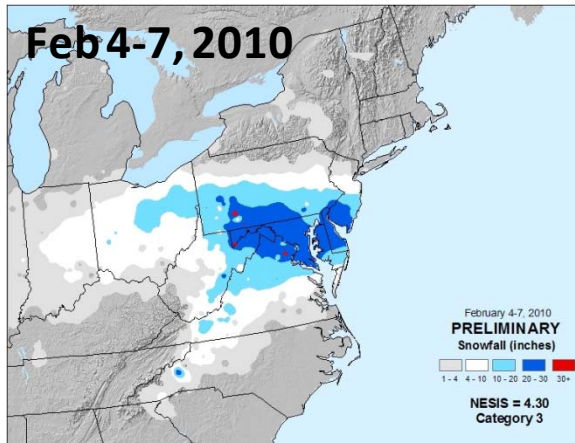 Feb 4-7, 2010
February 4-7, 2010
PRELIMINARY
Snowfall (inches)
1 - 4 4 - 10 10 - 20 20 - 30 30+
NESIS = 4.30
Category 3